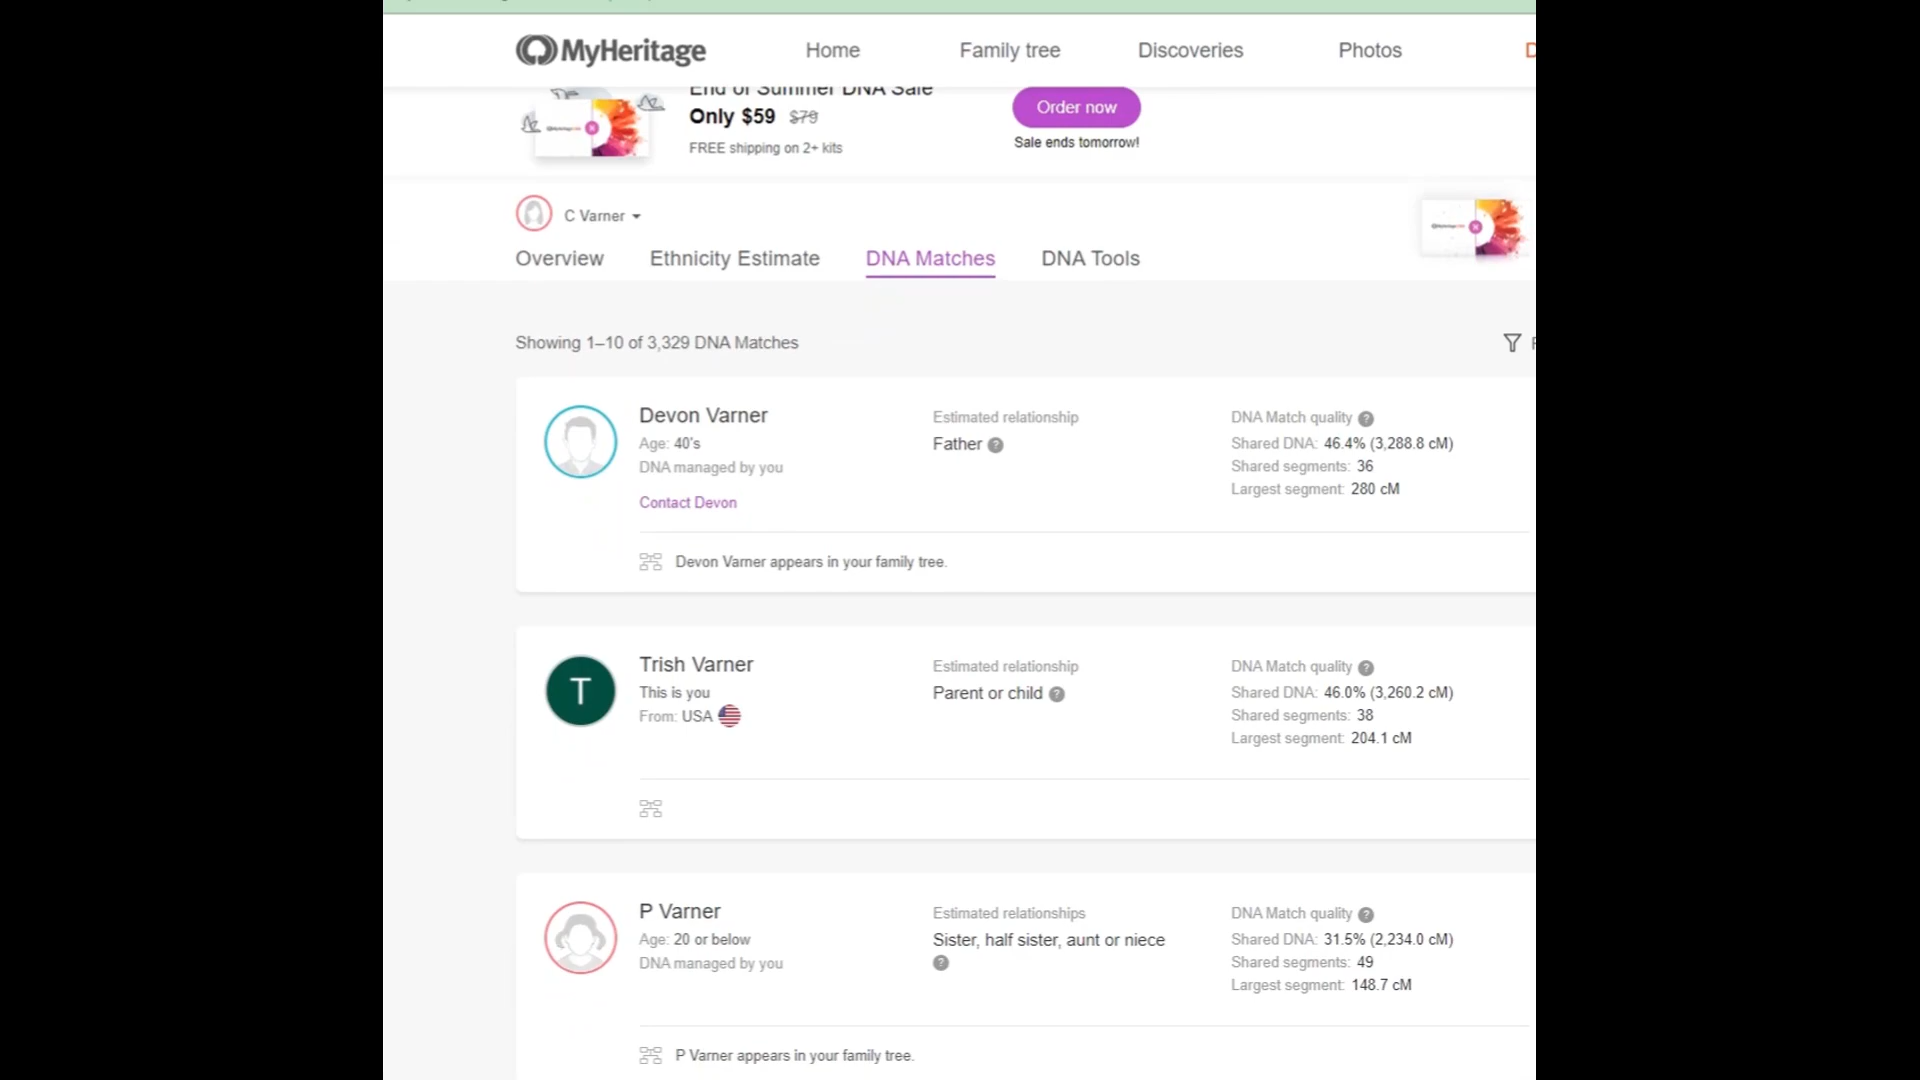 MyHeritage Home Family tree Discoveries Photos
End of Summer DNA Sale
Only $59 $79
FREE shipping on 2+ kits
Order now
Sale ends tomorrow!
C Varner
Overview Ethnicity Estimate DNA Matches DNA Tools
Showing 1–10 of 3,329 DNA Matches
Devon Varner
Age: 40's
DNA managed by you
Contact Devon
Estimated relationship
Father
DNA Match quality
Shared DNA: 46.4% (3,288.8 cM)
Shared segments: 36
Largest segment: 280 cM
Devon Varner appears in your family tree.
T
Trish Varner
This is you
From: USA
Estimated relationship
Parent or child
DNA Match quality
Shared DNA: 46.0% (3,260.2 cM)
Shared segments: 38
Largest segment: 204.1 cM
P Varner
Age: 20 or below
DNA managed by you
Estimated relationships
Sister, half sister, aunt or niece
DNA Match quality
Shared DNA: 31.5% (2,234.0 cM)
Shared segments: 49
Largest segment: 148.7 cM
P Varner appears in your family tree.